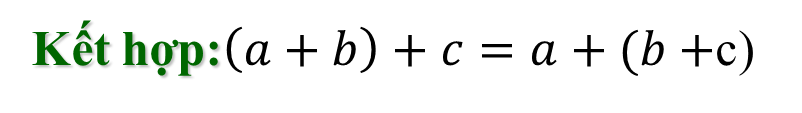 Kết hợp:(a + b) + c = a + (b +c)